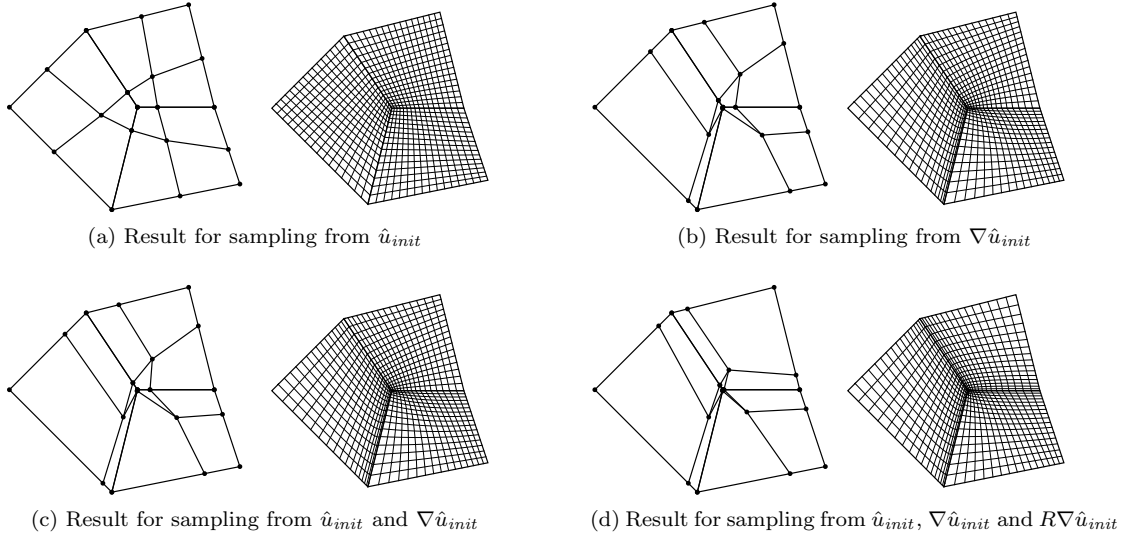 (a) Result for sampling from û_init
(b) Result for sampling from ∇û_init
(c) Result for sampling from û_init and ∇û_init
(d) Result for sampling from û_init, ∇û_init and R∇û_init